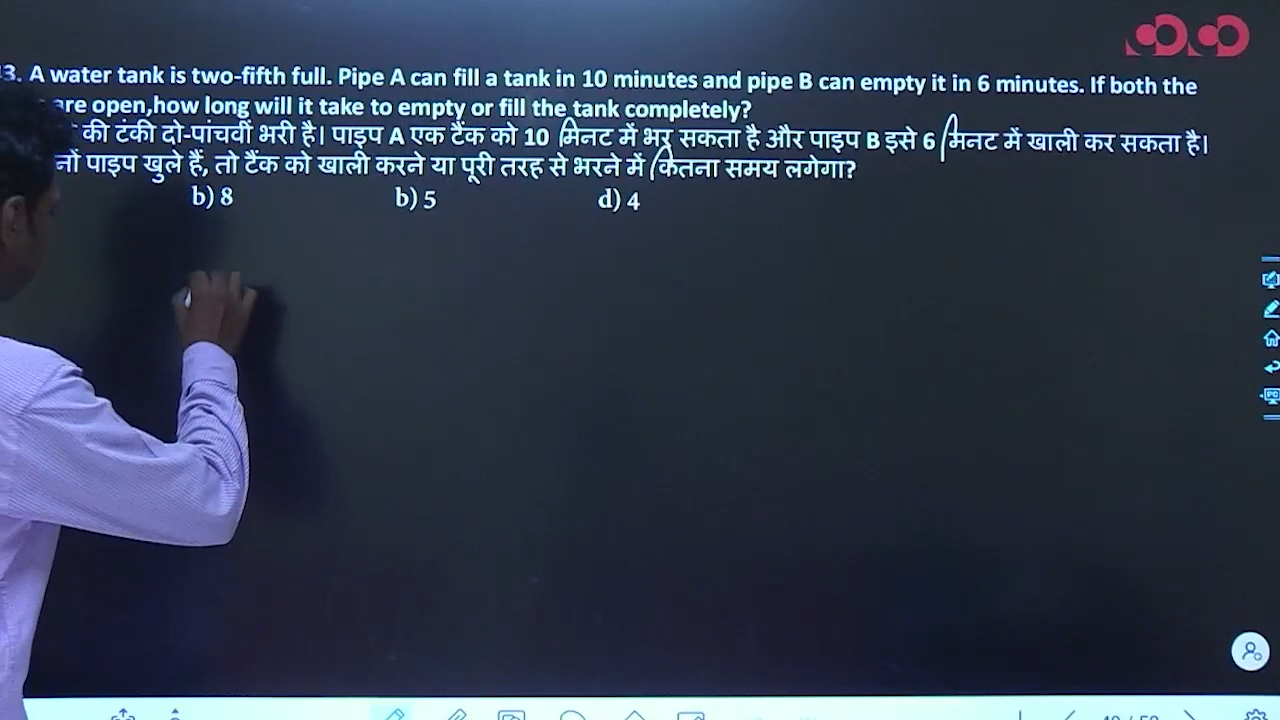 3. A water tank is two-fifth full. Pipe A can fill a tank in 10 minutes and pipe B can empty it in 6 minutes. If both the
are open,how long will it take to empty or fill the tank completely?
की टंकी दो-पांचवीं भरी है। पाइप A एक टैंक को 10 मिनट में भर सकता है और पाइप B इसे 6 मिनट में खाली कर सकता है।
पाइप खुले हैं, तो टैंक को खाली करने या पूरी तरह से भरने में कितना समय लगेगा?
b) 8 b) 5 d) 4